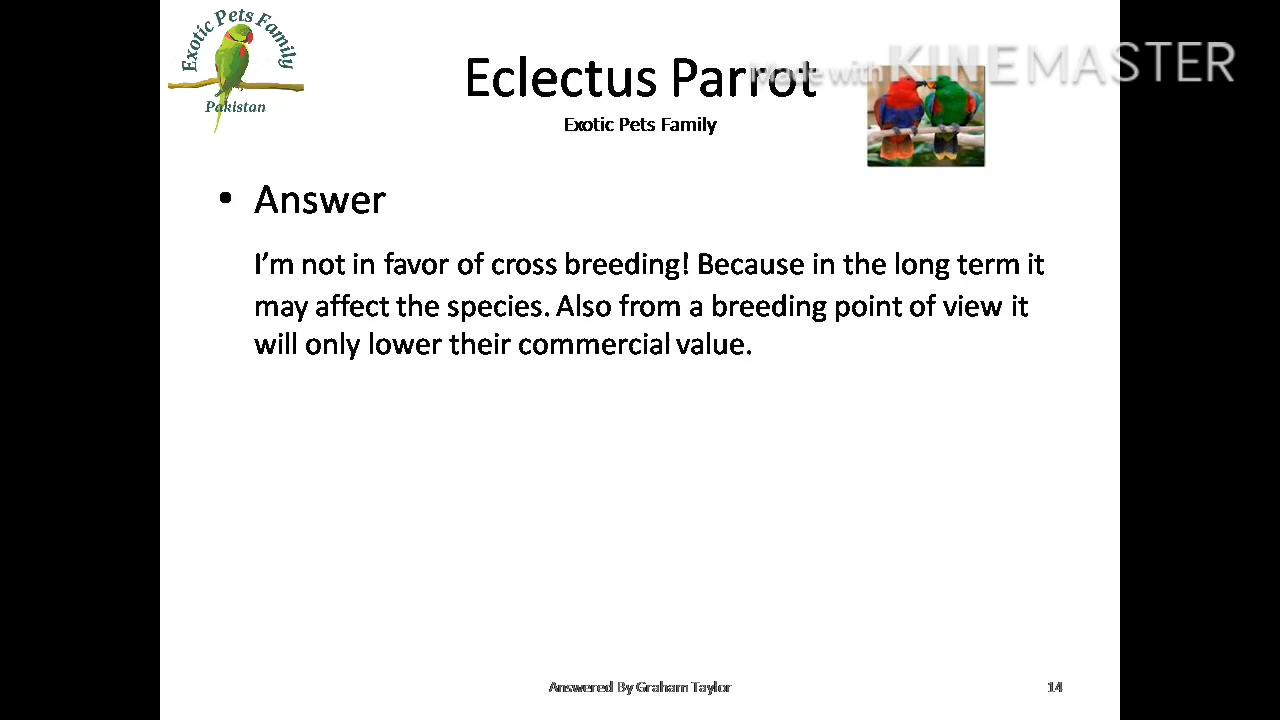 Exotic Pets Family
Pakistan
Made with KINEMASTER
Eclectus Parrot
Exotic Pets Family
• Answer
I'm not in favor of cross breeding! Because in the long term it
may affect the species. Also from a breeding point of view it
will only lower their commercial value.
Answered By Graham Taylor
14